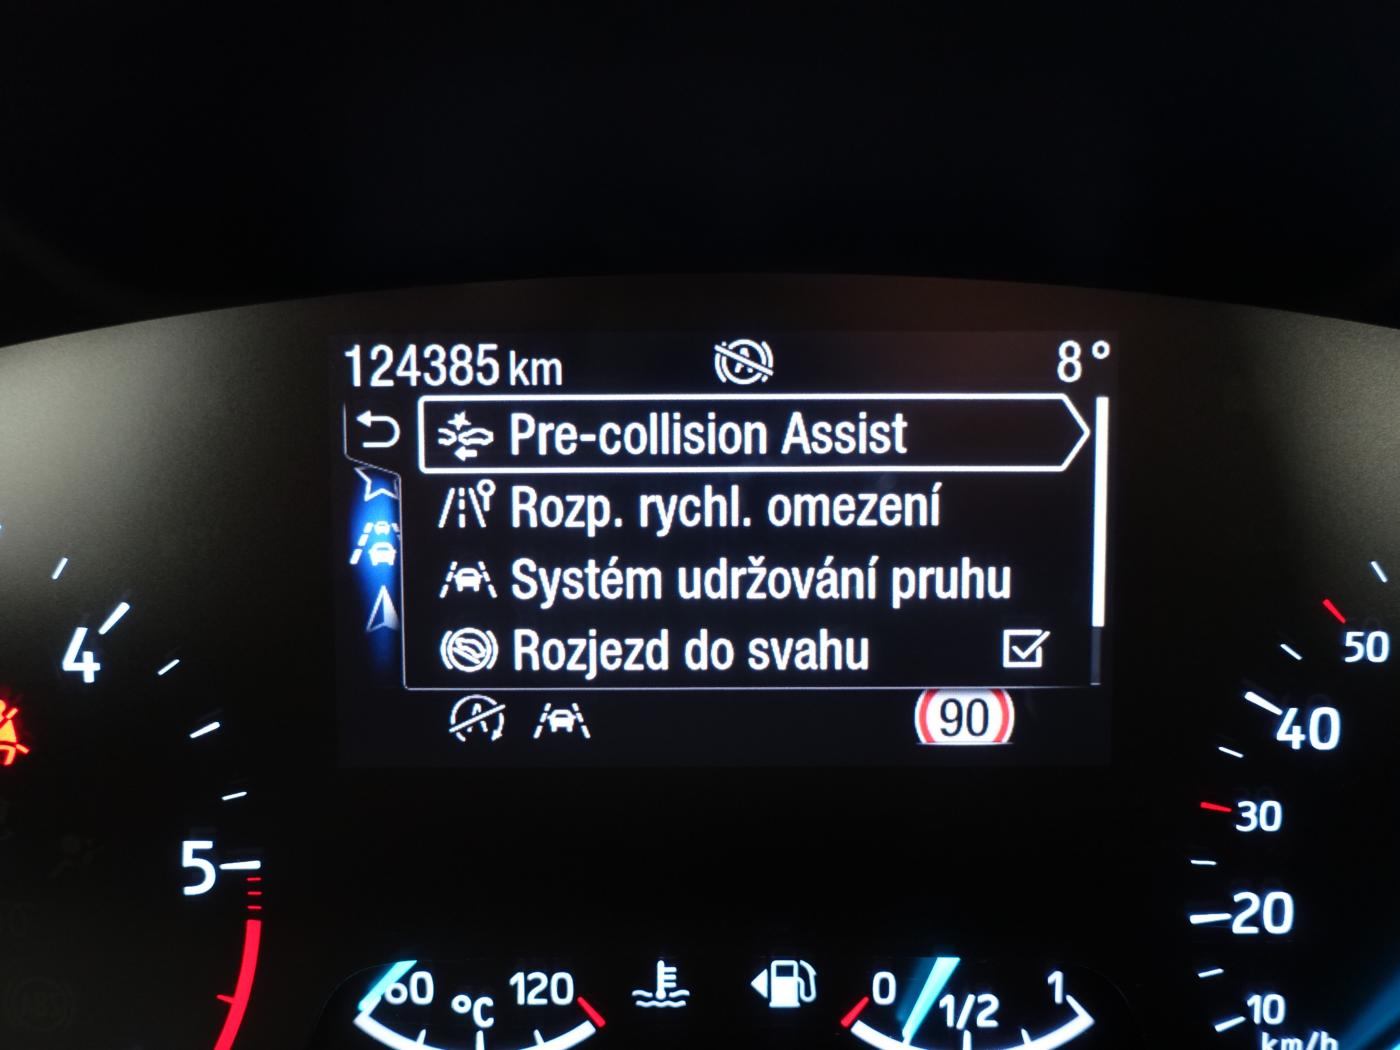 124385 km 8°
Pre-collision Assist
Rozp. rychl. omezení
Systém udržování pruhu
Rozjezd do svahu
90
4
5
50
40
30
20
10
km/h
60 °C 120
0 1/2 1